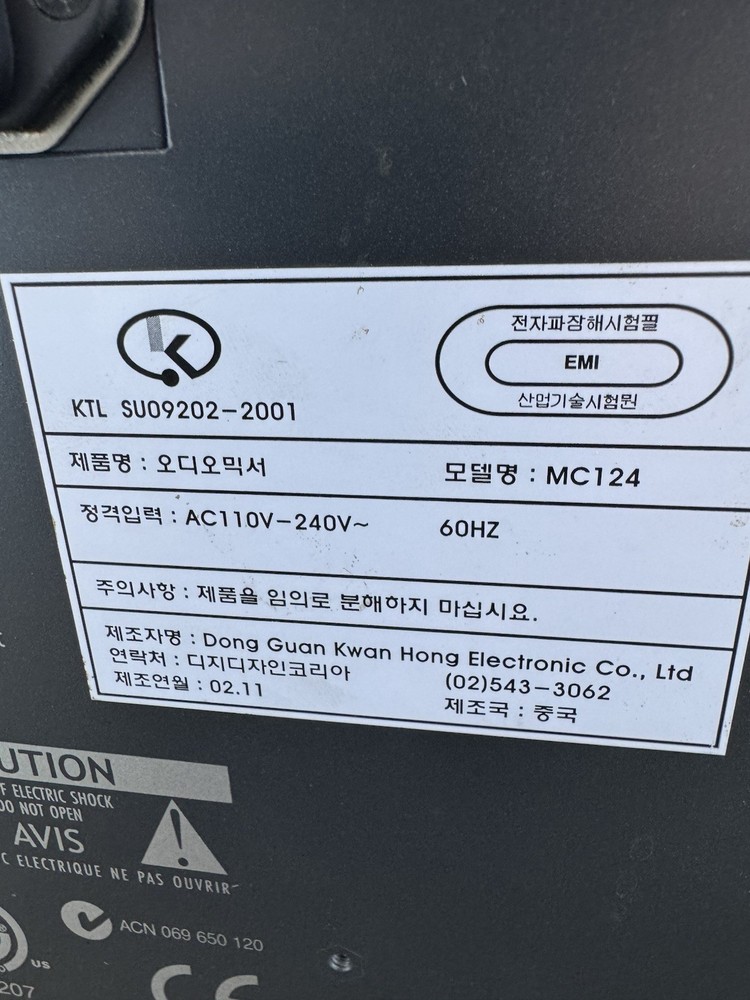 전자파장해시험필
EMI
산업기술시험원
KTL SU09202-2001
제품명 : 오디오믹서 모델명 : MC124
정격입력 : AC110V-240V~ 60HZ
주의사항 : 제품을 임의로 분해하지 마십시요.
제조자명 : Dong Guan Kwan Hong Electronic Co., Ltd
연락처 : 디지디자인코리아 (02)543-3062
제조연월 : 02.11 제조국 : 중국
UTION
F ELECTRIC SHOCK
DO NOT OPEN
AVIS
C ELECTRIQUE NE PAS OUVRIR
ACN 069 650 120
US
207
CE